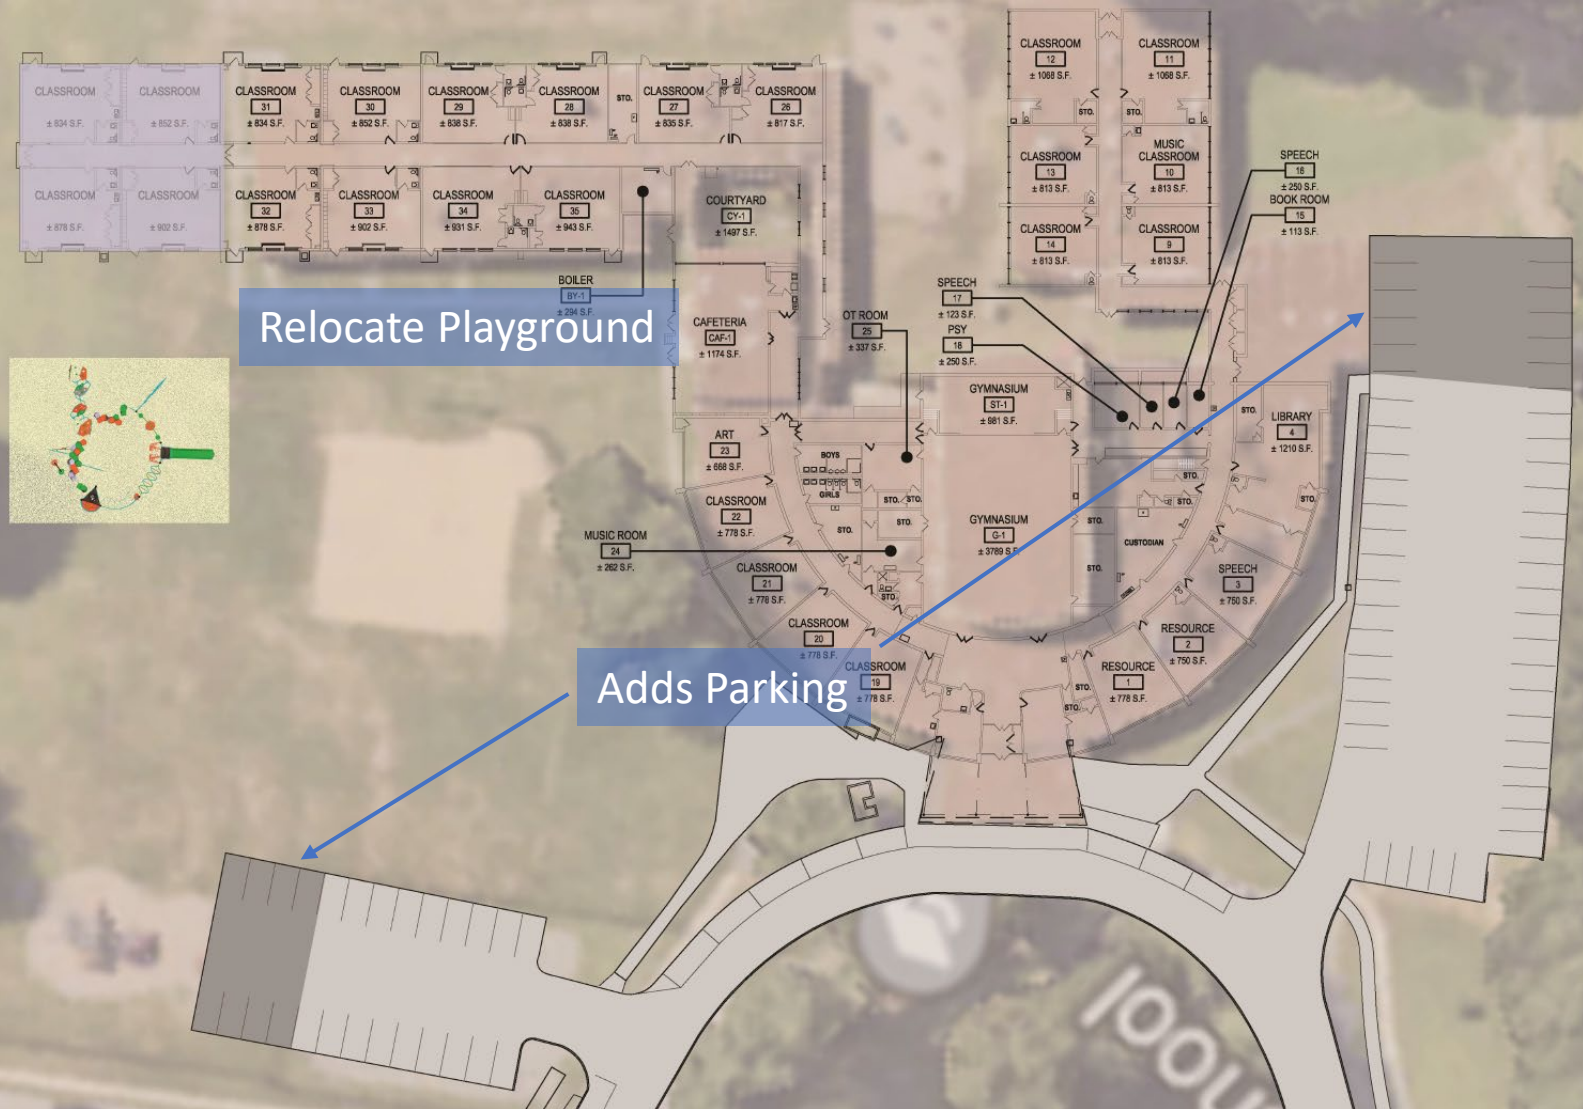 CLASSROOM
± 834 S.F.
CLASSROOM
± 852 S.F.
CLASSROOM
31
± 834 S.F.
CLASSROOM
30
± 852 S.F.
CLASSROOM
29
± 838 S.F.
CLASSROOM
28
± 838 S.F.
STO.
CLASSROOM
27
± 835 S.F.
CLASSROOM
26
± 817 S.F.
CLASSROOM
12
± 1068 S.F.
STO.
CLASSROOM
11
± 1068 S.F.
STO.
CLASSROOM
± 878 S.F.
CLASSROOM
± 902 S.F.
CLASSROOM
32
± 878 S.F.
CLASSROOM
33
± 902 S.F.
CLASSROOM
34
± 931 S.F.
CLASSROOM
35
± 943 S.F.
COURTYARD
CY-1
± 1497 S.F.
CLASSROOM
13
± 813 S.F.
MUSIC
CLASSROOM
10
± 813 S.F.
SPEECH
16
± 250 S.F.
BOOK ROOM
15
± 113 S.F.
CLASSROOM
14
± 813 S.F.
CLASSROOM
9
± 813 S.F.
BOILER
BY-1
± 294 S.F.
Relocate Playground
CAFETERIA
CAF-1
± 1174 S.F.
OT ROOM
25
± 337 S.F.
SPEECH
17
± 123 S.F.
PSY
18
± 250 S.F.
GYMNASIUM
ST-1
± 981 S.F.
STO.
LIBRARY
4
± 1210 S.F.
ART
23
± 668 S.F.
BOYS
GIRLS
STO.
STO.
STO.
STO.
STO.
STO.
CLASSROOM
22
± 778 S.F.
MUSIC ROOM
24
± 262 S.F.
GYMNASIUM
G-1
± 3789 S.F.
STO.
CUSTODIAN
STO.
STO.
CLASSROOM
21
± 778 S.F.
SPEECH
3
± 750 S.F.
CLASSROOM
20
± 778 S.F.
RESOURCE
2
± 750 S.F.
CLASSROOM
19
± 778 S.F.
RESOURCE
1
± 778 S.F.
STO.
STO.
Adds Parking